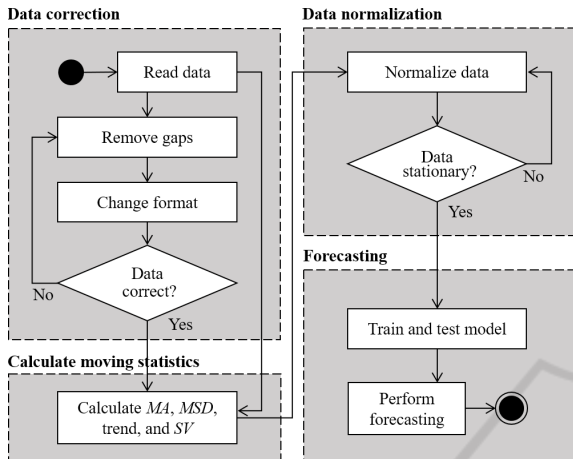 Data correction
Read data
Remove gaps
Change format
Data
correct?
No
Yes
Calculate moving statistics
Calculate MA, MSD,
trend, and SV
Data normalization
Normalize data
Data
stationary?
No
Yes
Forecasting
Train and test model
Perform
forecasting